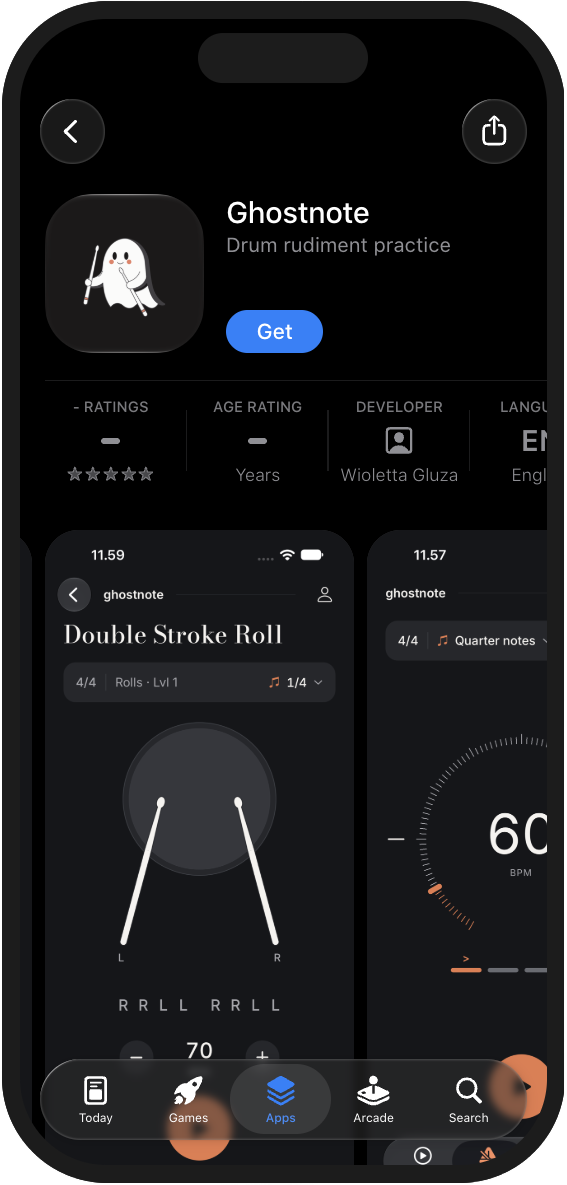 Ghostnote
Drum rudiment practice
Get
- RATINGS
AGE RATING
Years
DEVELOPER
Wioletta Gluza
11.59
ghostnote
Double Stroke Roll
4/4 Rolls · Lvl 1 1/4
L R
R R L L R R L L
− 70 +
11.57
ghostnote
4/4 Quarter notes
60
BPM
>
Today
Games
Apps
Arcade
Search